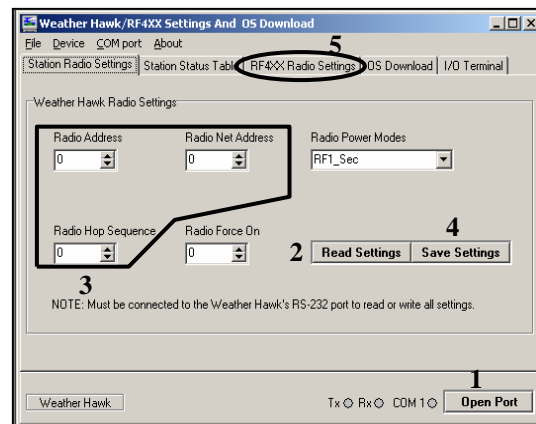 Weather Hawk/RF4XX Settings And OS Download
File Device COM port About
5
Station Radio Settings Station Status Table RF4XX Radio Settings OS Download I/O Terminal
Weather Hawk Radio Settings
Radio Address Radio Net Address Radio Power Modes
0 0 RF1_Sec
4
Radio Hop Sequence Radio Force On
0 0 2 Read Settings Save Settings
3
NOTE: Must be connected to the Weather Hawk's RS-232 port to read or write all settings.
1
Weather Hawk Tx Rx COM 1 Open Port